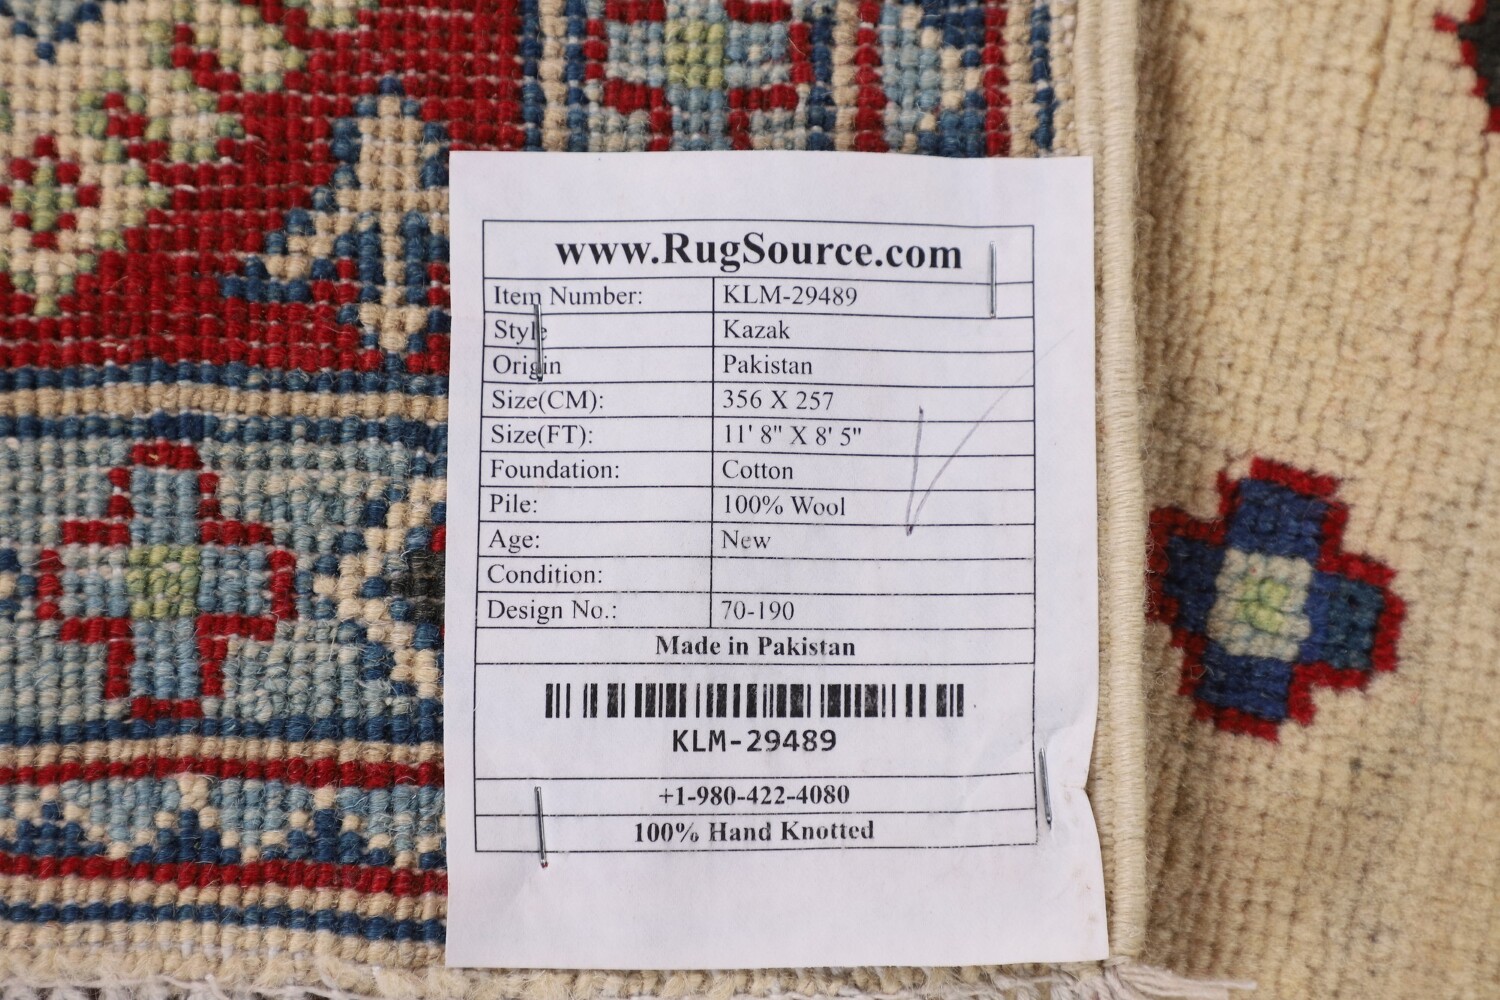 www.RugSource.com
Item Number: KLM-29489
Style Kazak
Origin Pakistan
Size(CM): 356 X 257
Size(FT): 11' 8" X 8' 5"
Foundation: Cotton
Pile: 100% Wool
Age: New
Condition:
Design No.: 70-190
Made in Pakistan
KLM-29489
+1-980-422-4080
100% Hand Knotted